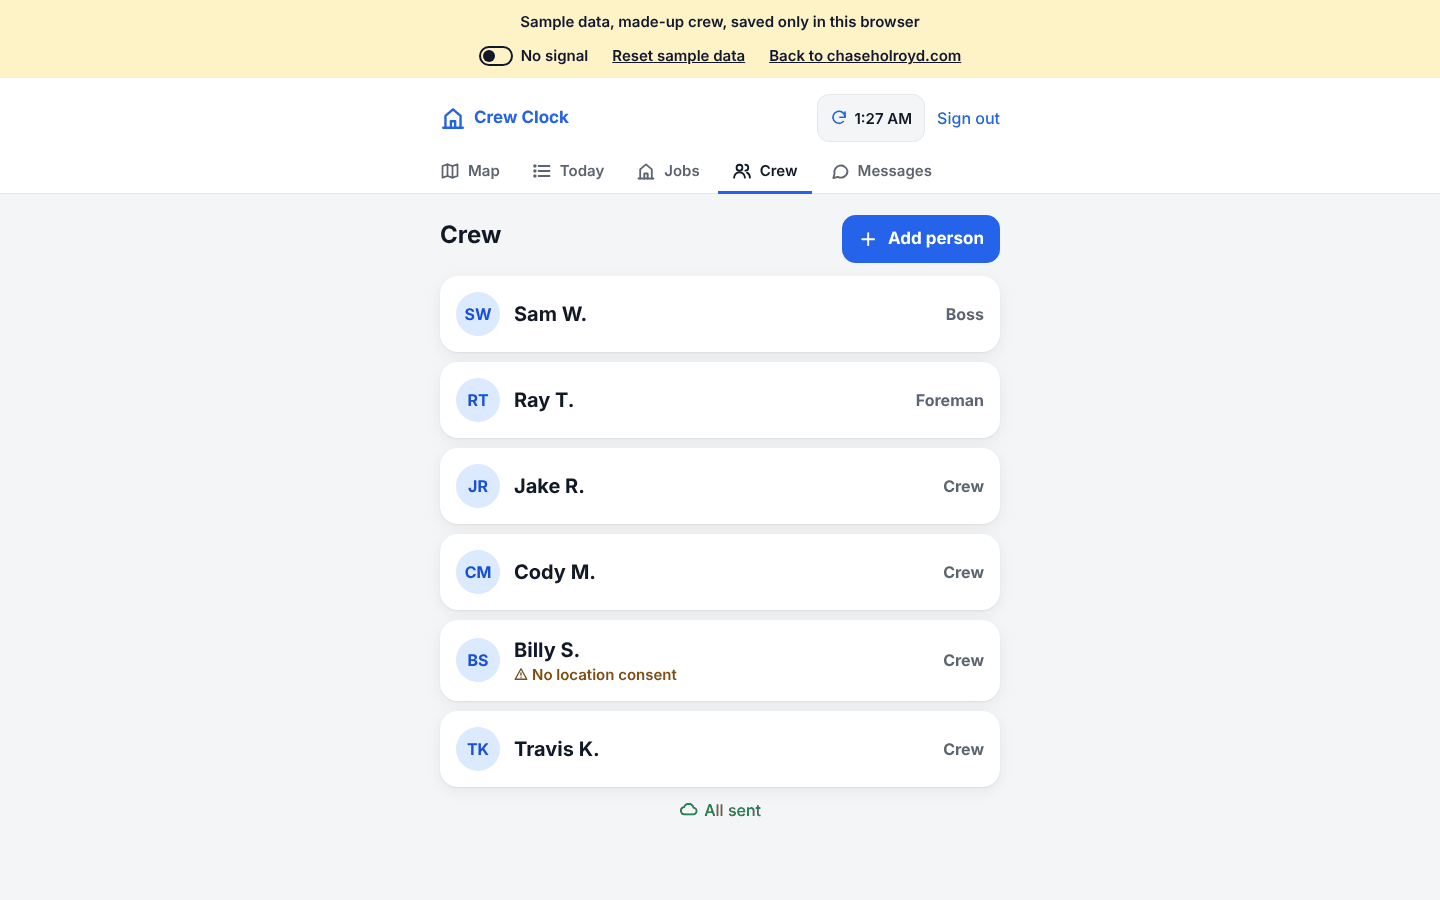 Sample data, made-up crew, saved only in this browser
No signal Reset sample data Back to chaseholroyd.com
Crew Clock 1:27 AM Sign out
Map Today Jobs Crew Messages
Crew Add person
SW Sam W. Boss
RT Ray T. Foreman
JR Jake R. Crew
CM Cody M. Crew
BS Billy S. Crew
No location consent
TK Travis K. Crew
All sent